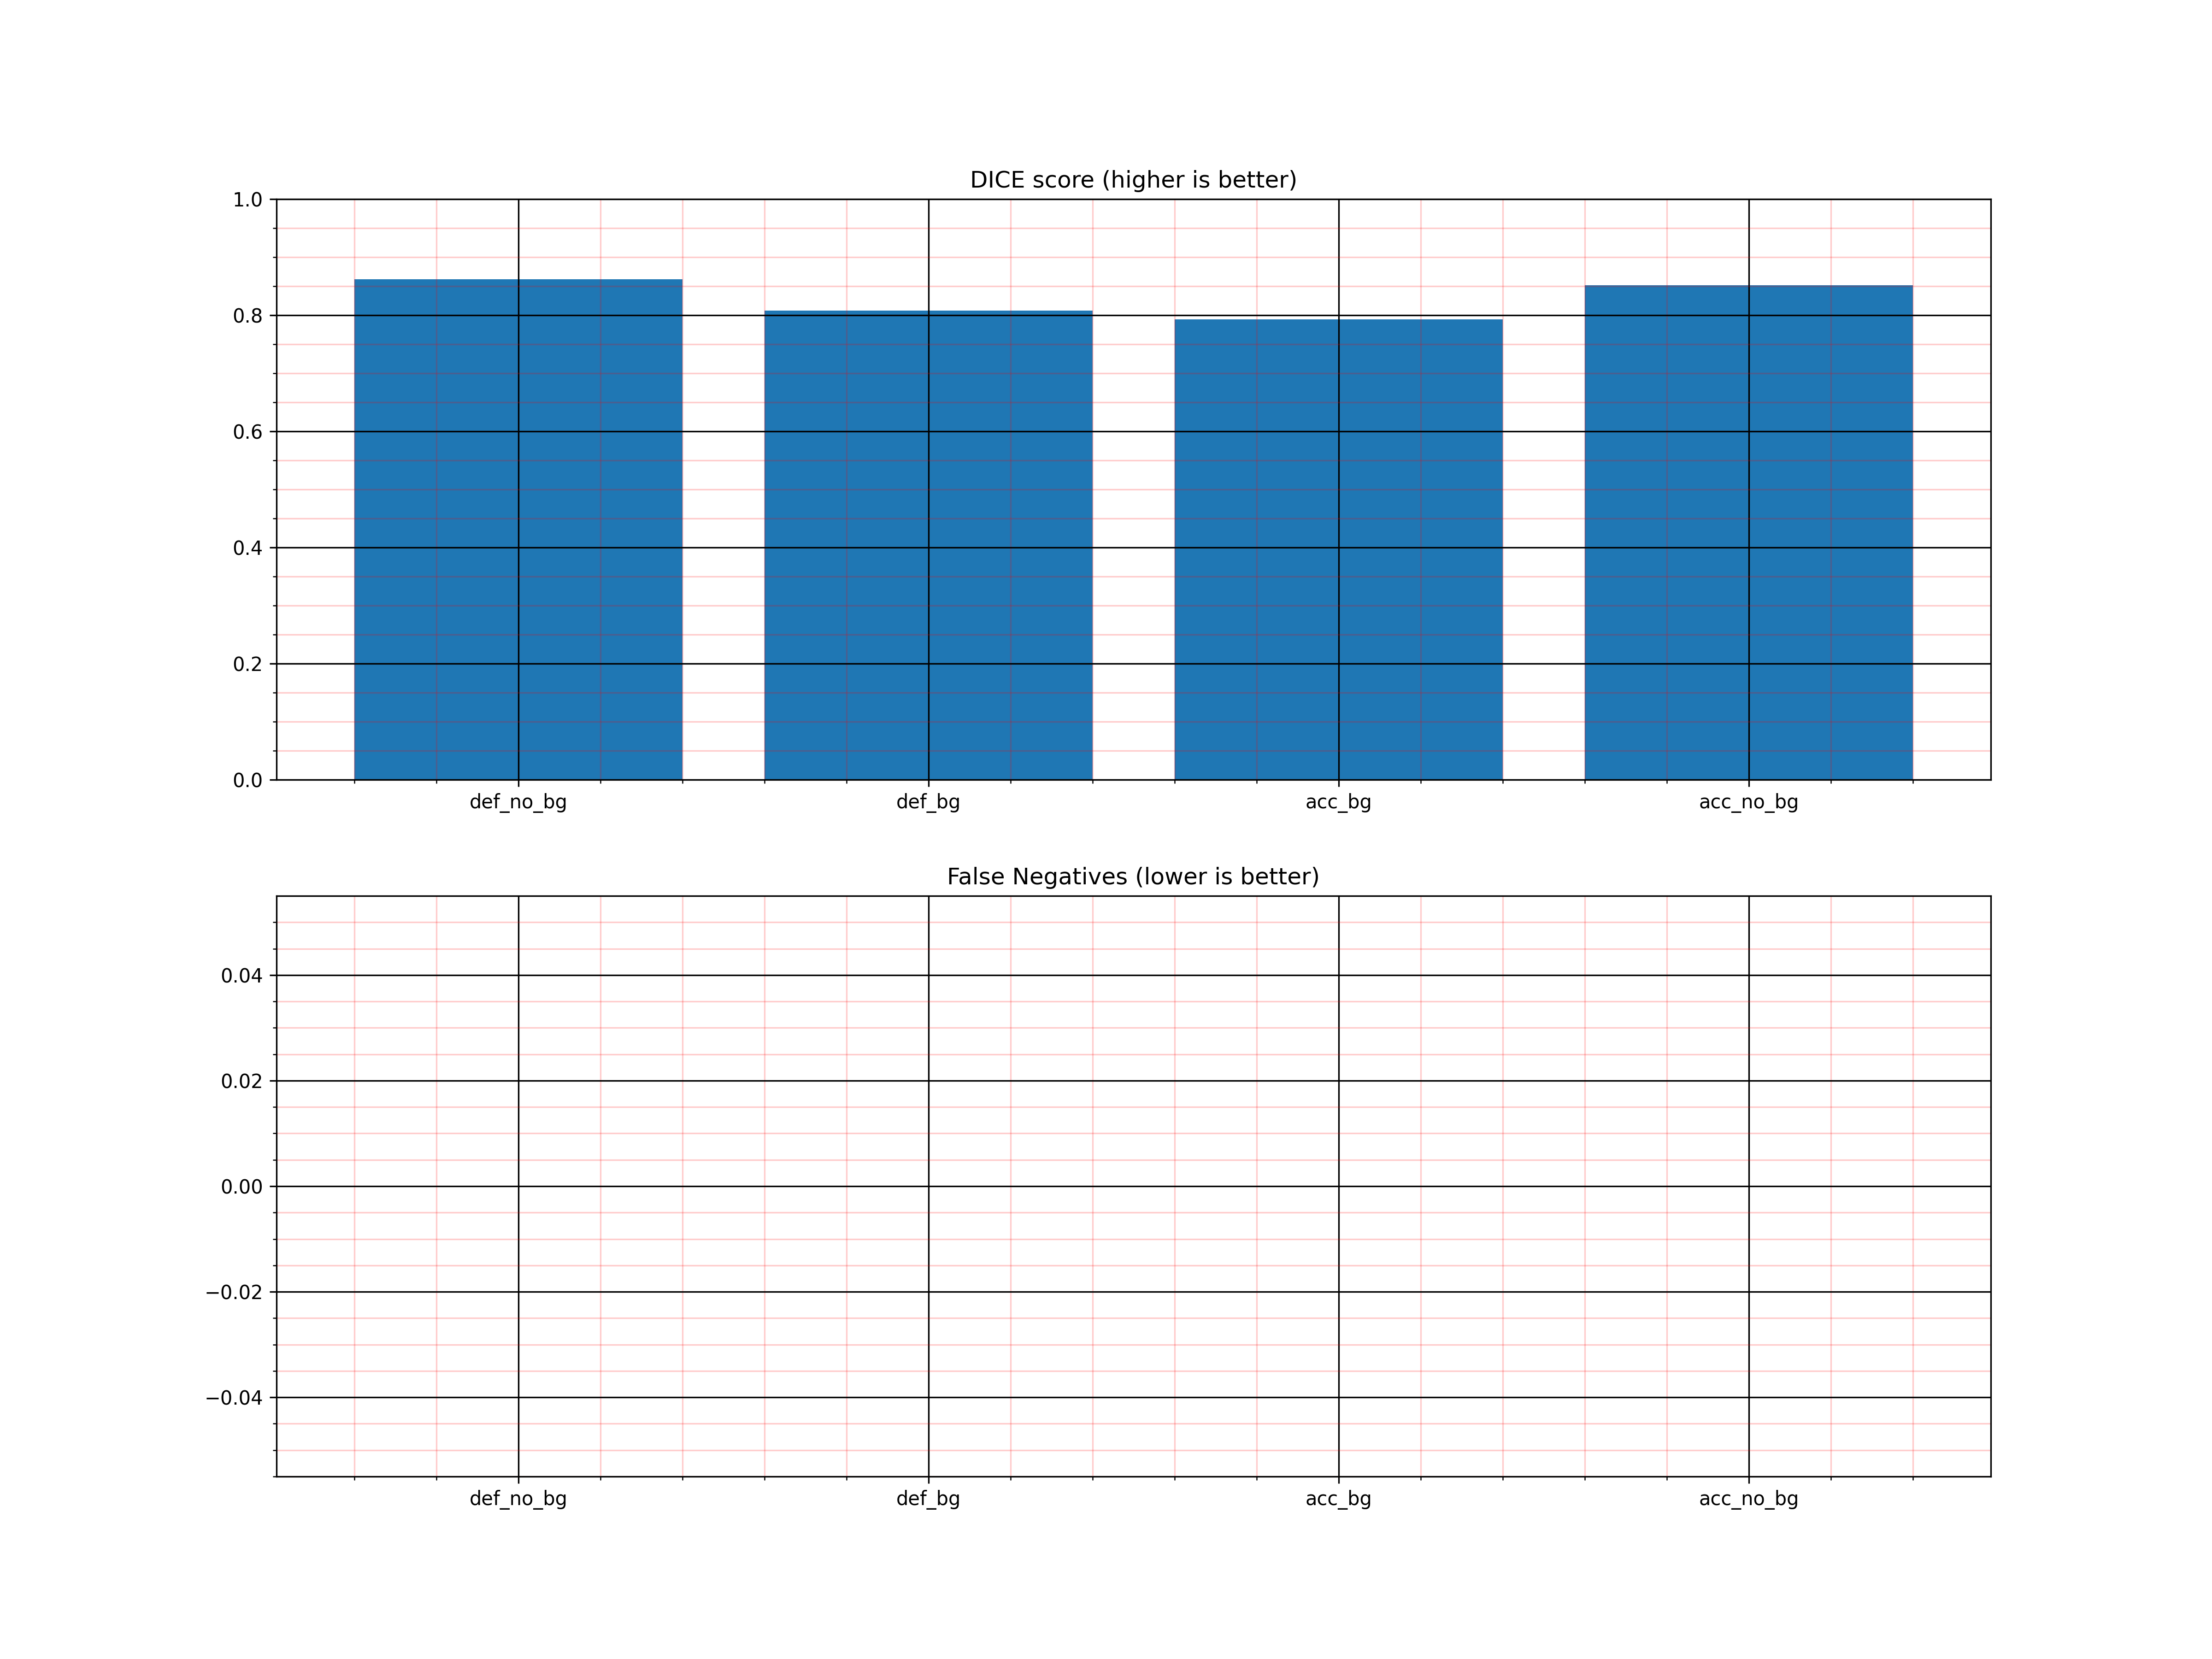 DICE score (higher is better)
1.0
0.8
0.6
0.4
0.2
0.0
def_no_bg def_bg acc_bg acc_no_bg
False Negatives (lower is better)
0.04
0.02
0.00
−0.02
−0.04
def_no_bg def_bg acc_bg acc_no_bg